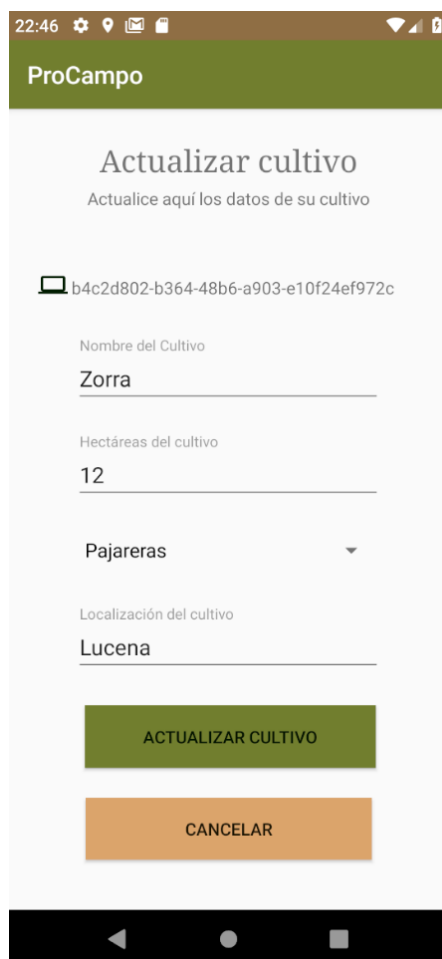 22:46
ProCampo
Actualizar cultivo
Actualice aquí los datos de su cultivo
b4c2d802-b364-48b6-a903-e10f24ef972c
Nombre del Cultivo
Zorra
Hectáreas del cultivo
12
Pajareras
Localización del cultivo
Lucena
ACTUALIZAR CULTIVO
CANCELAR